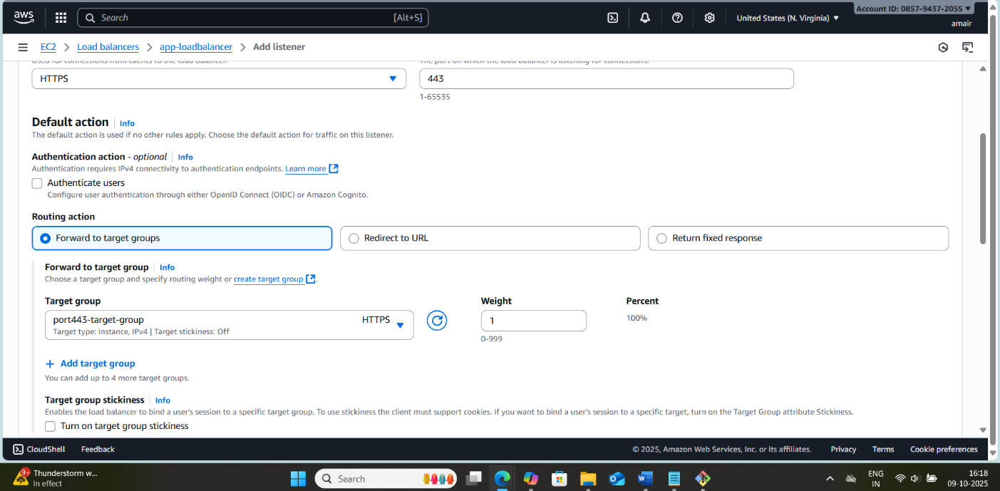 aws
Search
[Alt+S]
United States (N. Virginia)
Account ID: 0857-9437-2055
amair
EC2
Load balancers
app-loadbalancer
Add listener
Used for connections from clients to the load balancer.
The port on which the load balancer is listening for connections.
HTTPS
443
1-65535
Default action
Info
The default action is used if no other rules apply. Choose the default action for traffic on this listener.
Authentication action - optional
Info
Authentication requires IPv4 connectivity to authentication endpoints. Learn more
Authenticate users
Configure user authentication through either OpenID Connect (OIDC) or Amazon Cognito.
Routing action
Forward to target groups
Redirect to URL
Return fixed response
Forward to target group
Info
Choose a target group and specify routing weight or create target group.
Target group
Weight
Percent
port443-target-group
HTTPS
Target type: Instance, IPv4 | Target stickiness: Off
1
100%
0-999
+ Add target group
You can add up to 4 more target groups.
Target group stickiness
Info
Enables the load balancer to bind a user's session to a specific target group. To use stickiness the client must support cookies. If you want to bind a user's session to a specific target, turn on the Target Group attribute Stickiness.
Turn on target group stickiness
CloudShell
Feedback
© 2025, Amazon Web Services, Inc. or its affiliates.
Privacy
Terms
Cookie preferences
9+
Thunderstorm w...
In effect
Search
ENG
IN
16:18
09-10-2025